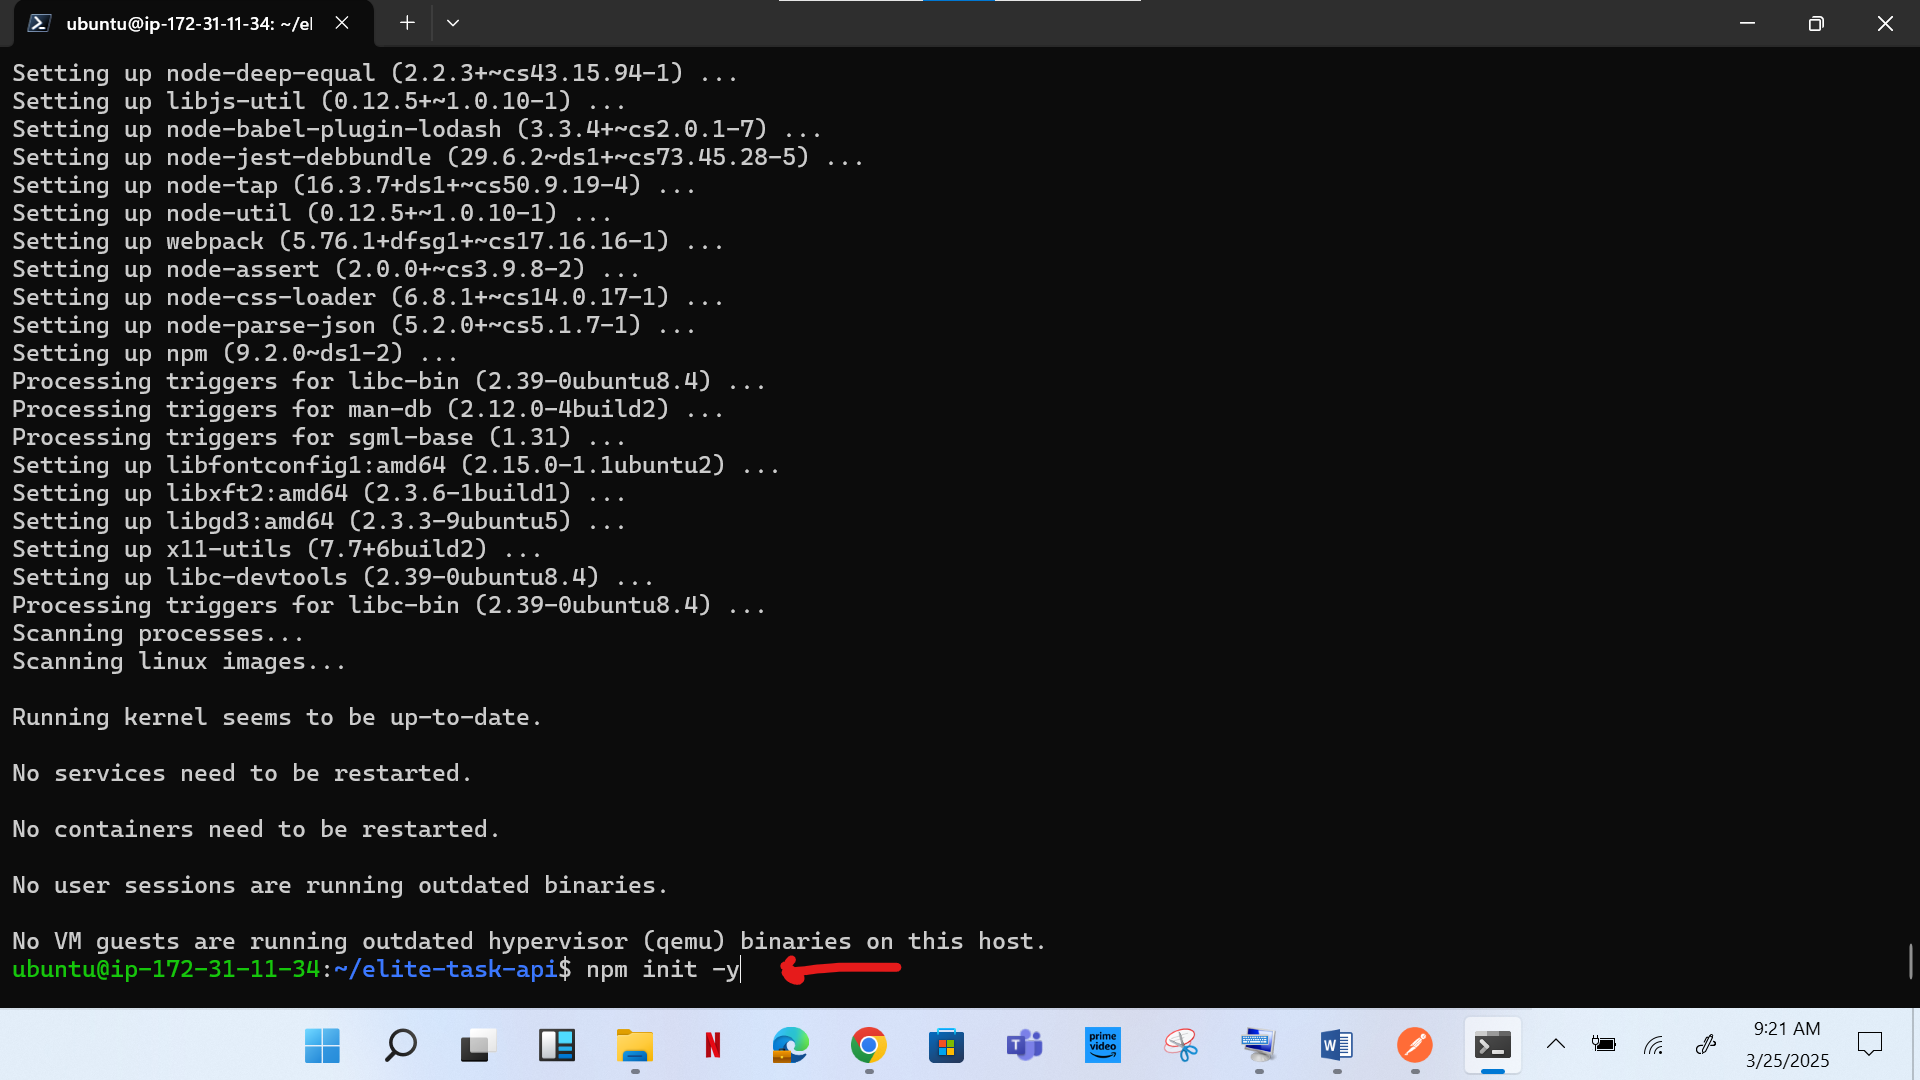 ubuntu@ip-172-31-11-34: ~/el
Setting up node-deep-equal (2.2.3+~cs43.15.94-1) ...
Setting up libjs-util (0.12.5+~1.0.10-1) ...
Setting up node-babel-plugin-lodash (3.3.4+~cs2.0.1-7) ...
Setting up node-jest-debbundle (29.6.2~ds1+~cs73.45.28-5) ...
Setting up node-tap (16.3.7+ds1+~cs50.9.19-4) ...
Setting up node-util (0.12.5+~1.0.10-1) ...
Setting up webpack (5.76.1+dfsg1+~cs17.16.16-1) ...
Setting up node-assert (2.0.0+~cs3.9.8-2) ...
Setting up node-css-loader (6.8.1+~cs14.0.17-1) ...
Setting up node-parse-json (5.2.0+~cs5.1.7-1) ...
Setting up npm (9.2.0~ds1-2) ...
Processing triggers for libc-bin (2.39-0ubuntu8.4) ...
Processing triggers for man-db (2.12.0-4build2) ...
Processing triggers for sgml-base (1.31) ...
Setting up libfontconfig1:amd64 (2.15.0-1.1ubuntu2) ...
Setting up libxft2:amd64 (2.3.6-1build1) ...
Setting up libgd3:amd64 (2.3.3-9ubuntu5) ...
Setting up x11-utils (7.7+6build2) ...
Setting up libc-devtools (2.39-0ubuntu8.4) ...
Processing triggers for libc-bin (2.39-0ubuntu8.4) ...
Scanning processes...
Scanning linux images...
Running kernel seems to be up-to-date.
No services need to be restarted.
No containers need to be restarted.
No user sessions are running outdated binaries.
No VM guests are running outdated hypervisor (qemu) binaries on this host.
ubuntu@ip-172-31-11-34:~/elite-task-api$ npm init -y
prime video
9:21 AM
3/25/2025